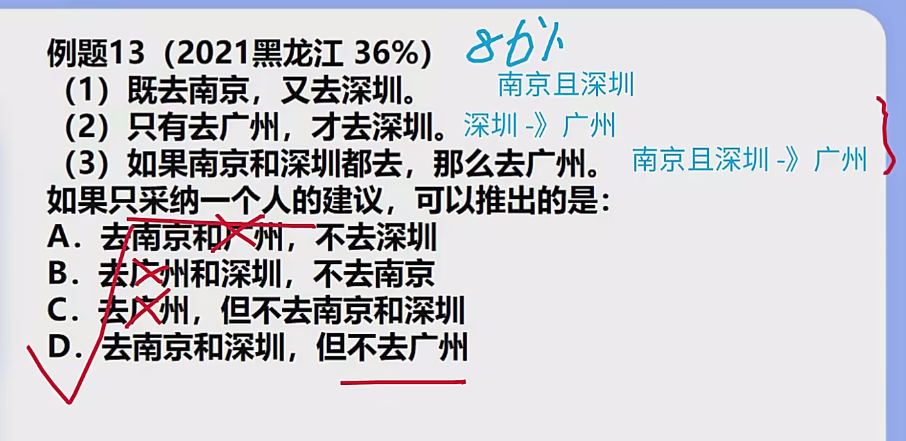 例题13（2021黑龙江 36%） 86%
（1）既去南京，又去深圳。 南京且深圳
（2）只有去广州，才去深圳。 深圳 -》广州
（3）如果南京和深圳都去，那么去广州。 南京且深圳 -》广州
如果只采纳一个人的建议，可以推出的是：
A．去南京和广州，不去深圳
B．去广州和深圳，不去南京
C．去广州，但不去南京和深圳
D．去南京和深圳，但不去广州